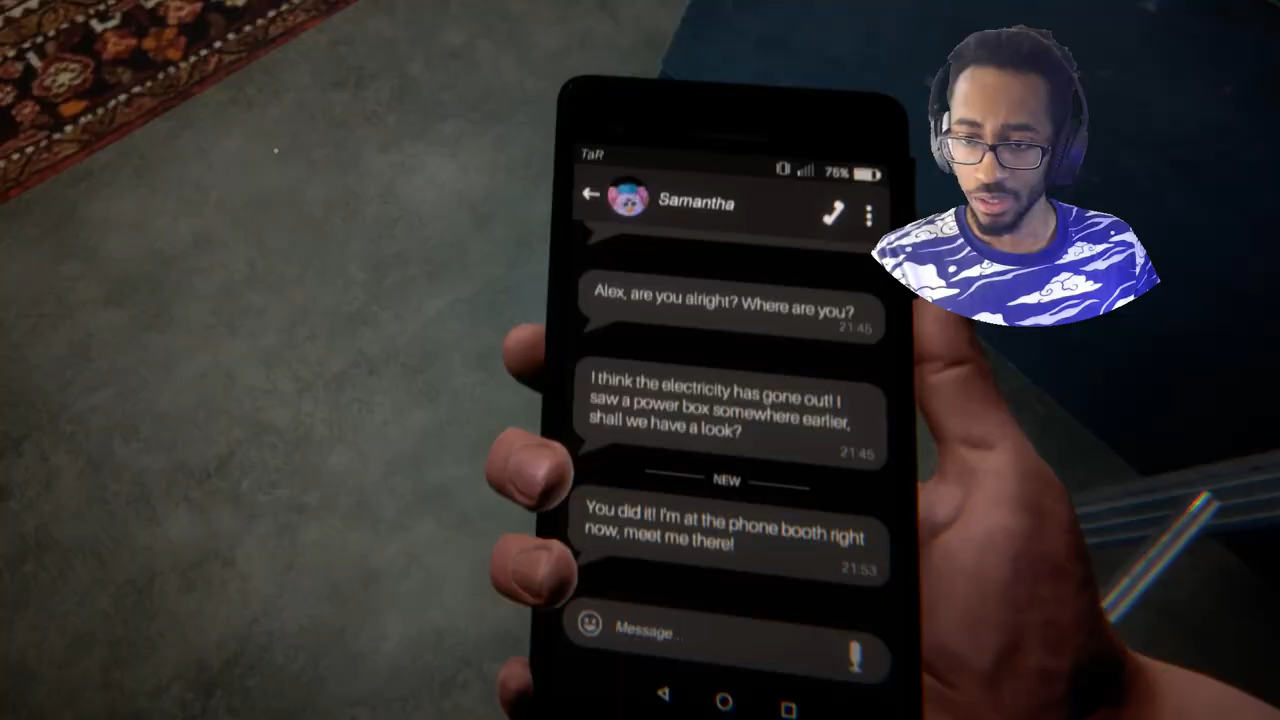 TaR
76%
Samantha
Alex, are you alright? Where are you?
21:45
I think the electricity has gone out! I
saw a power box somewhere earlier,
shall we have a look?
21:45
NEW
You did it! I'm at the phone booth right
now, meet me there!
21:53
Message...